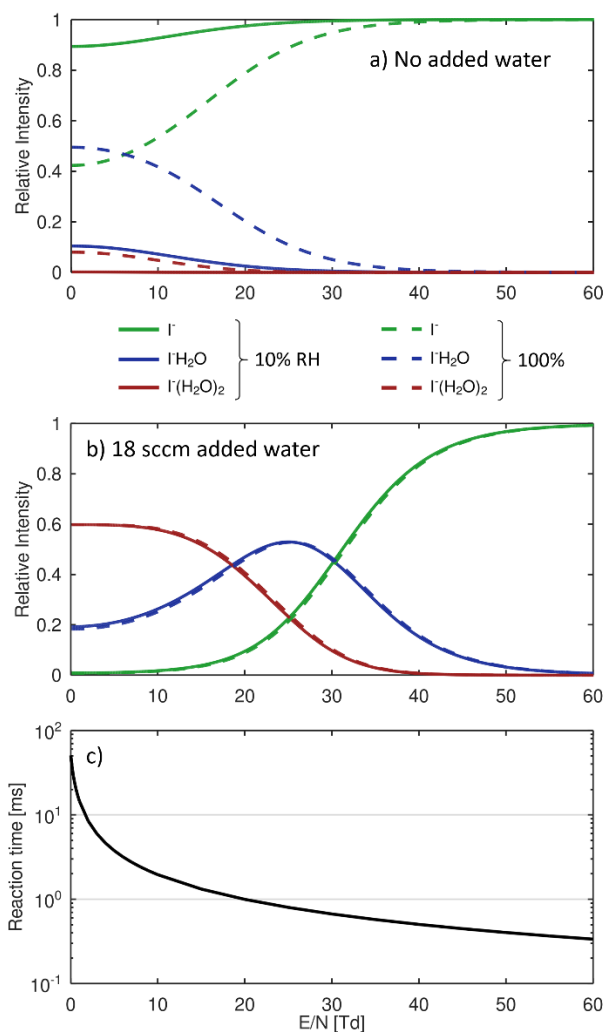 1
a) No added water
0.8
0.6
0.4
0.2
0
Relative Intensity
0 10 20 30 40 50 60
I⁻ I⁻
I⁻H₂O 10% RH I⁻H₂O 100%
I⁻(H₂O)₂ I⁻(H₂O)₂
1
b) 18 sccm added water
0.8
0.6
0.4
0.2
0
Relative Intensity
0 10 20 30 40 50 60
10²
c)
10¹
10⁰
10⁻¹
Reaction time [ms]
0 10 20 30 40 50 60
E/N [Td]